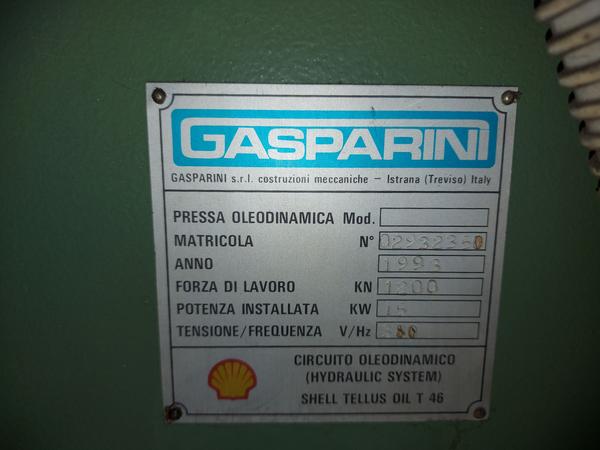 GASPARINI
GASPARINI s.r.l. costruzioni meccaniche – Istrana (Treviso) Italy
PRESSA OLEODINAMICA Mod.
MATRICOLA N°
ANNO 1993
FORZA DI LAVORO KN 1200
POTENZA INSTALLATA KW 15
TENSIONE/FREQUENZA V/Hz 380
CIRCUITO OLEODINAMICO
(HYDRAULIC SYSTEM)
SHELL TELLUS OIL T 46